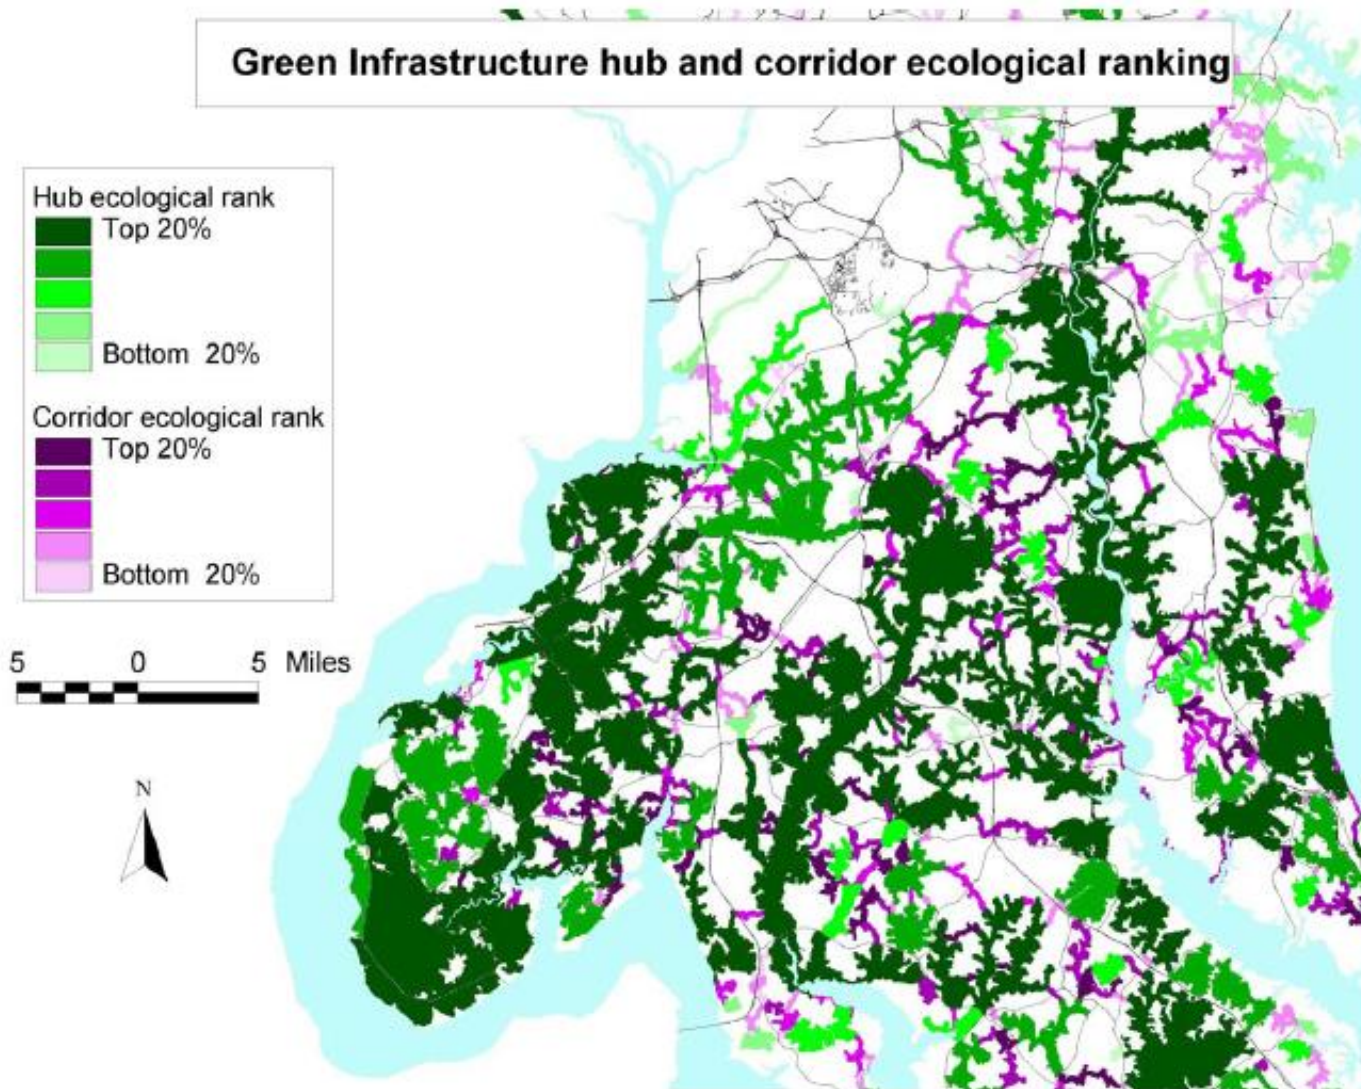 Green Infrastructure hub and corridor ecological ranking
Hub ecological rank
Top 20%
Bottom 20%
Corridor ecological rank
Top 20%
Bottom 20%
5 0 5 Miles
N